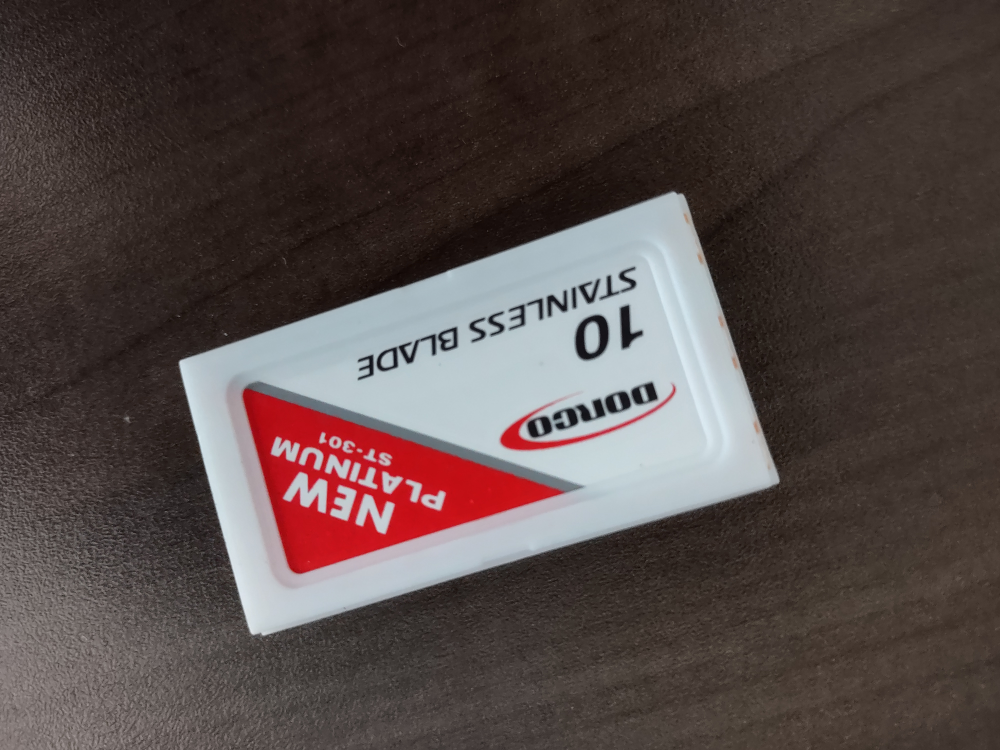 DORCO
10
STAINLESS BLADE
NEW
PLATINUM
ST-301